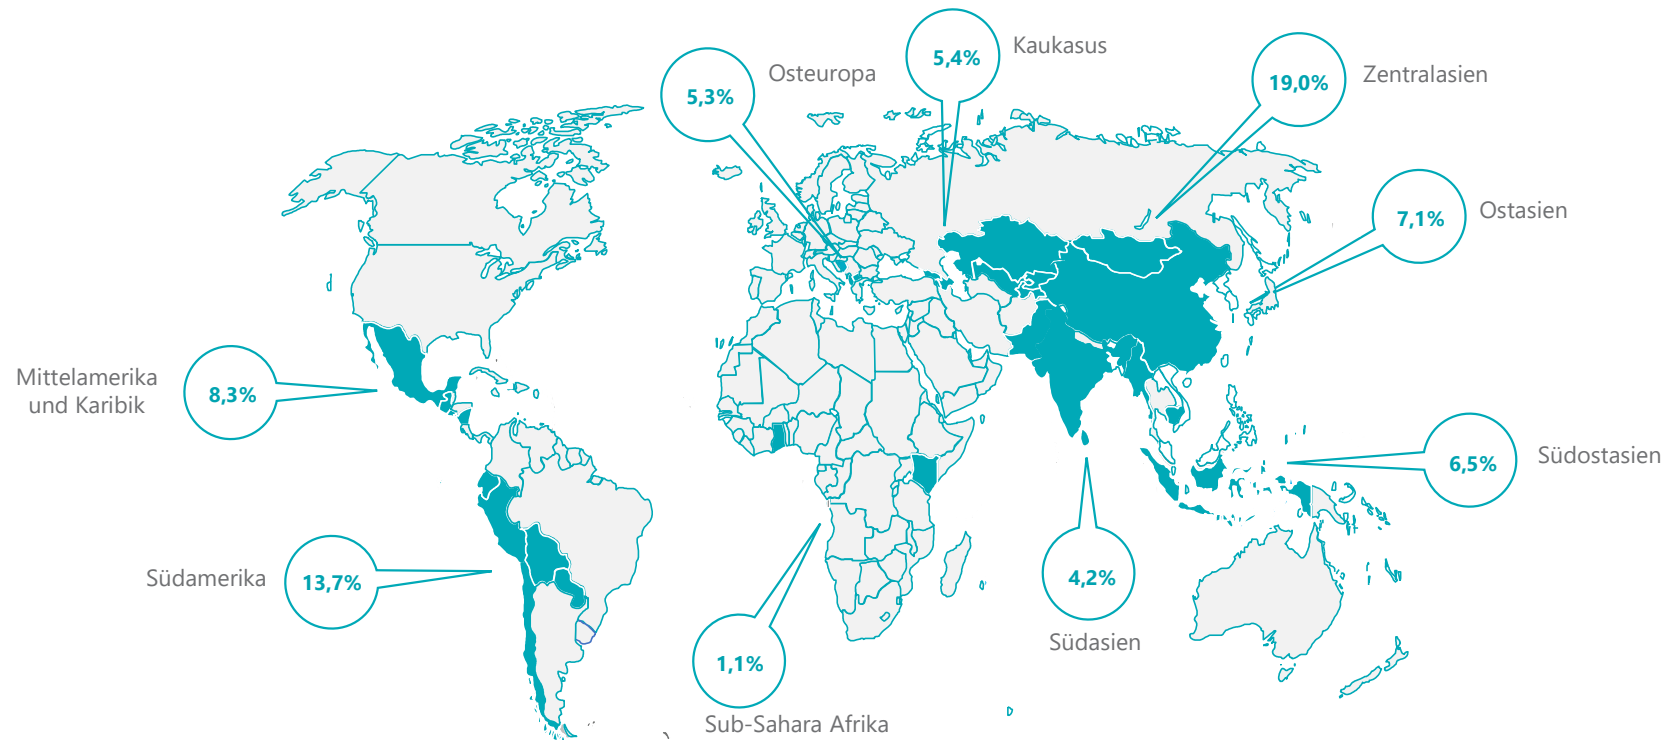 Kaukasus
5,4%
Osteuropa
5,3%
Zentralasien
19,0%
Ostasien
7,1%
Mittelamerika
und Karibik
8,3%
Südostasien
6,5%
Südamerika
13,7%
4,2%
Südasien
1,1%
Sub-Sahara Afrika